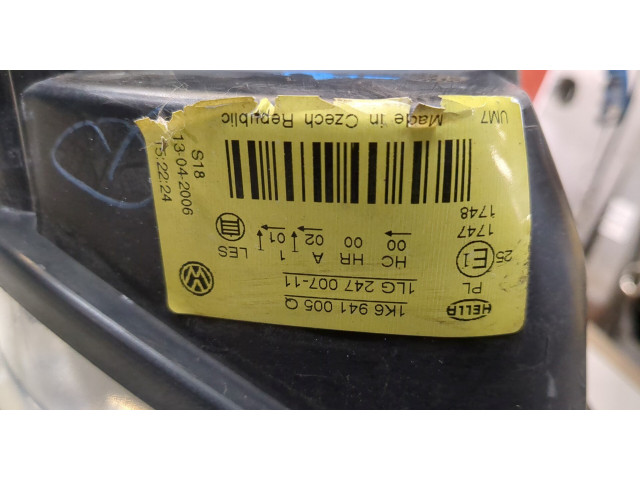 HELLA
1K6 941 005 Q
1LG 247 007-11
PL
E1
25
HC HR A 1 LES
00 00 02 01
1747
1748
UM7
Made in Czech Republic
S18
13-04-2006
15:22:24